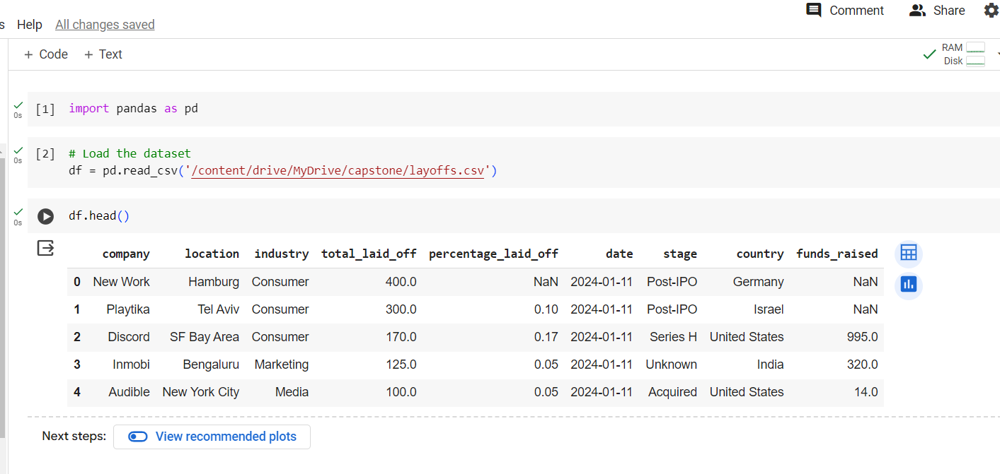 Comment Share
s Help All changes saved
+ Code + Text
RAM
Disk
0s
[1] import pandas as pd
0s
[2] # Load the dataset
df = pd.read_csv('/content/drive/MyDrive/capstone/layoffs.csv')
0s
df.head()
company location industry total_laid_off percentage_laid_off date stage country funds_raised
0 New Work Hamburg Consumer 400.0 NaN 2024-01-11 Post-IPO Germany NaN
1 Playtika Tel Aviv Consumer 300.0 0.10 2024-01-11 Post-IPO Israel NaN
2 Discord SF Bay Area Consumer 170.0 0.17 2024-01-11 Series H United States 995.0
3 Inmobi Bengaluru Marketing 125.0 0.05 2024-01-11 Unknown India 320.0
4 Audible New York City Media 100.0 0.05 2024-01-11 Acquired United States 14.0
Next steps: View recommended plots